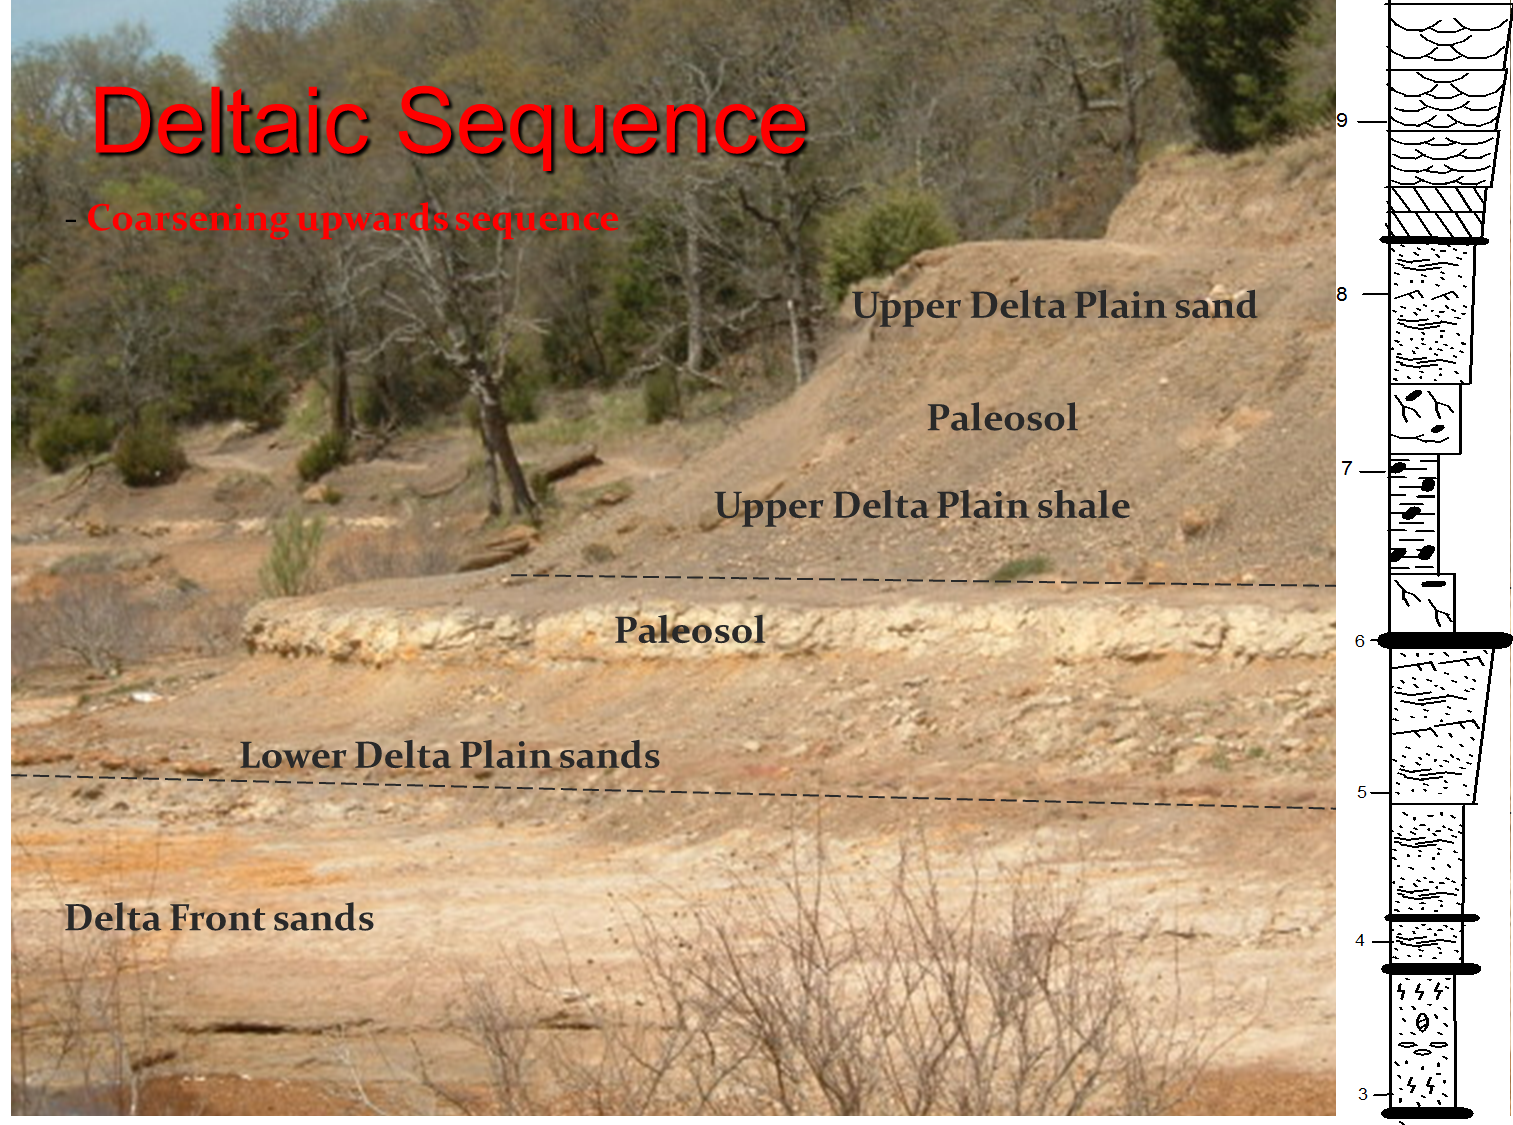 Deltaic Sequence
- Coarsening upwards sequence
Upper Delta Plain sand
Paleosol
Upper Delta Plain shale
Paleosol
Lower Delta Plain sands
Delta Front sands
9
8
7
6
5
4
3